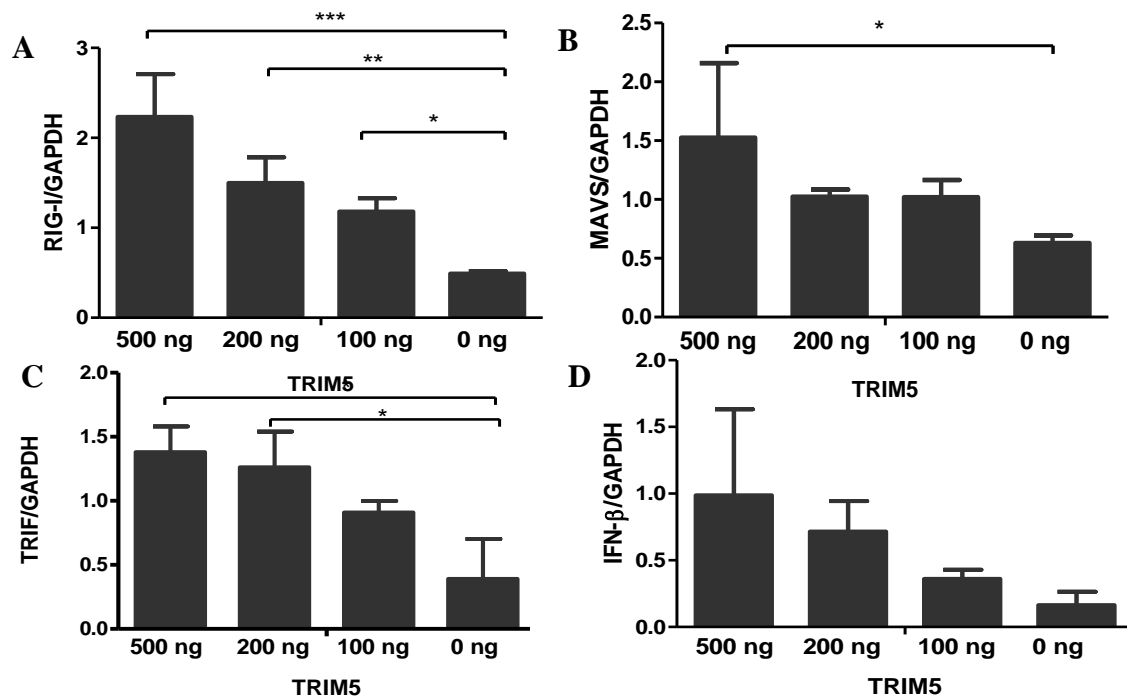 A
***
**
*
3
2
1
0
RIG-I/GAPDH
500 ng 200 ng 100 ng 0 ng
TRIM5
B
*
2.5
2.0
1.5
1.0
0.5
0.0
MAVS/GAPDH
500 ng 200 ng 100 ng 0 ng
TRIM5
C
*
2.0
1.5
1.0
0.5
0.0
TRIF/GAPDH
500 ng 200 ng 100 ng 0 ng
TRIM5
D
2.0
1.5
1.0
0.5
0.0
IFN-β/GAPDH
500 ng 200 ng 100 ng 0 ng
TRIM5